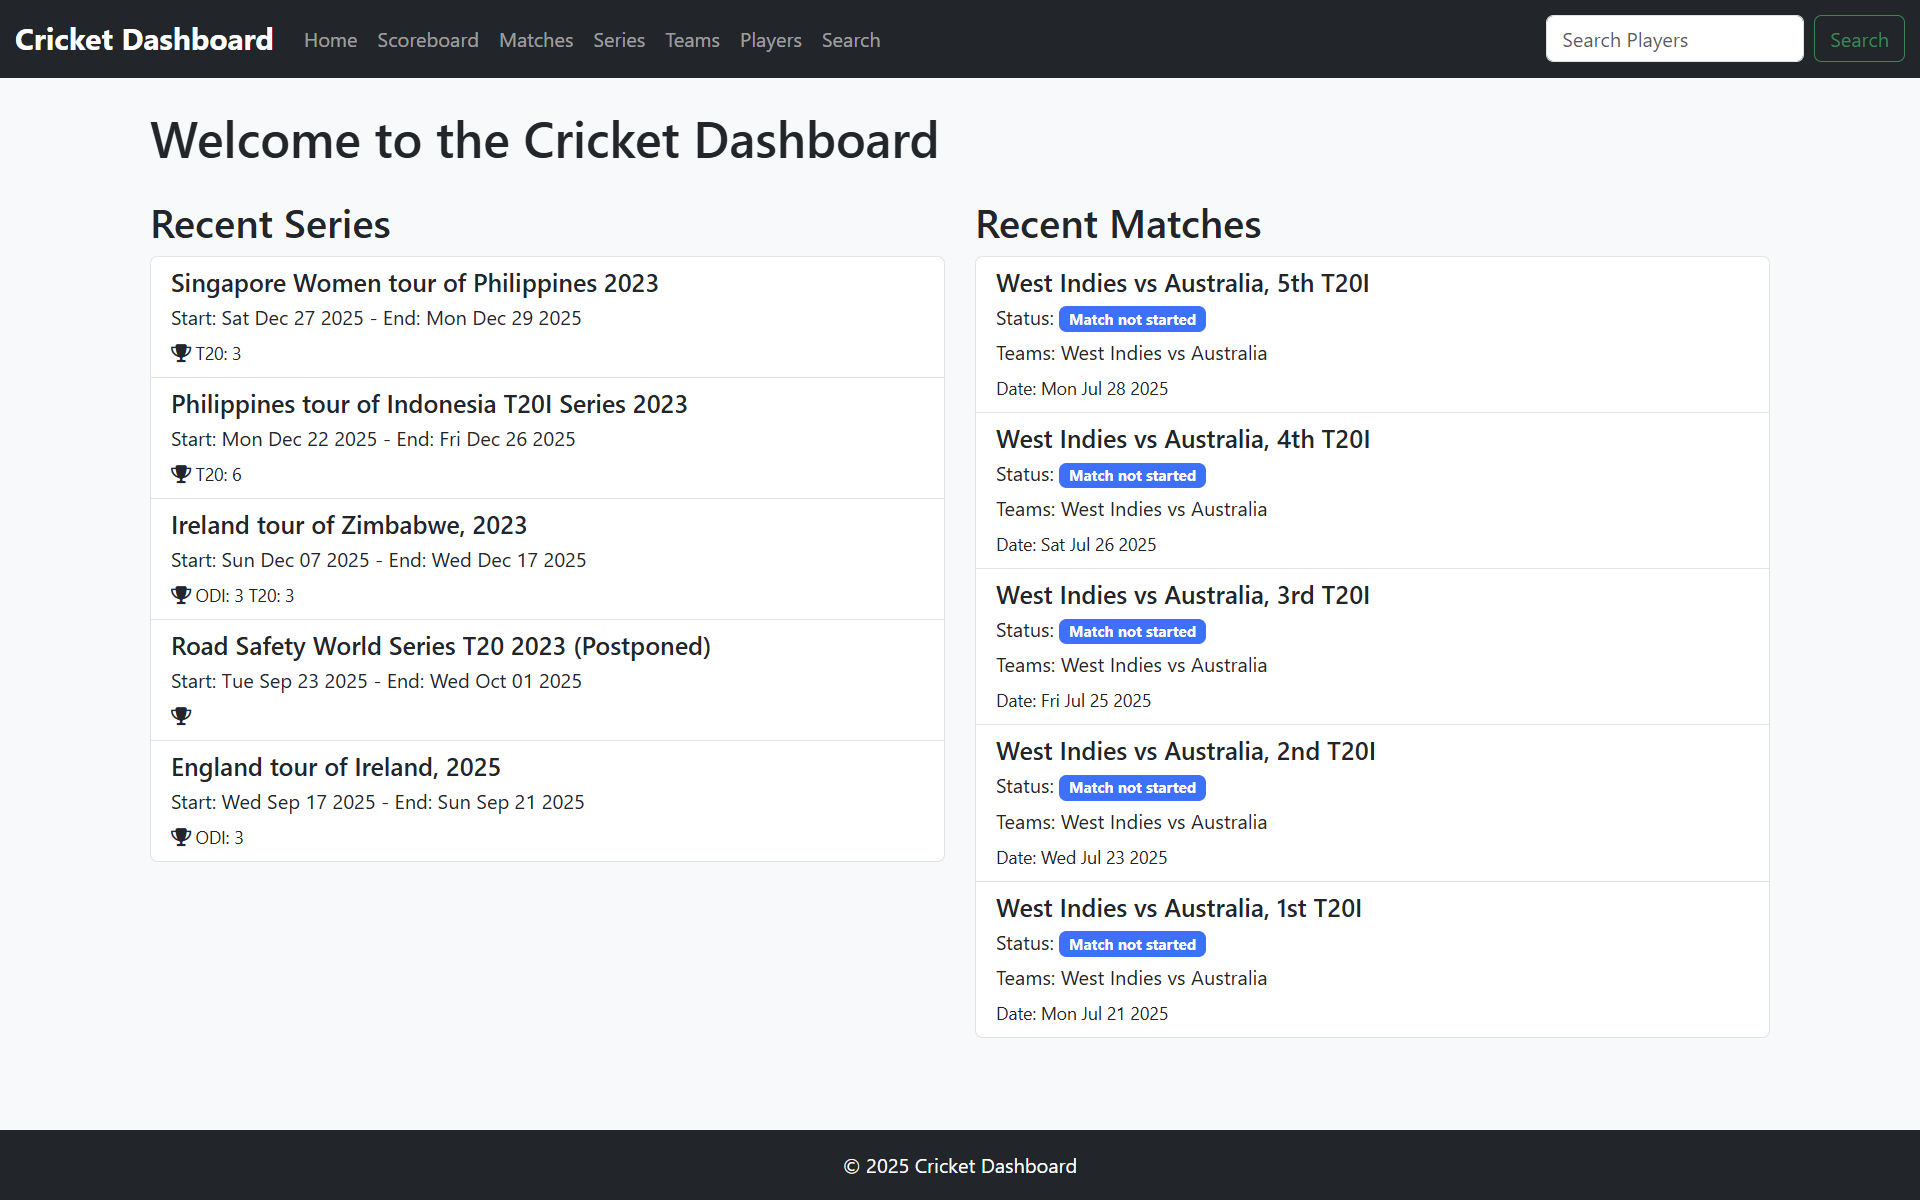 Cricket Dashboard Home Scoreboard Matches Series Teams Players Search Search Players Search
Welcome to the Cricket Dashboard
Recent Series
Singapore Women tour of Philippines 2023
Start: Sat Dec 27 2025 - End: Mon Dec 29 2025
T20: 3
Philippines tour of Indonesia T20I Series 2023
Start: Mon Dec 22 2025 - End: Fri Dec 26 2025
T20: 6
Ireland tour of Zimbabwe, 2023
Start: Sun Dec 07 2025 - End: Wed Dec 17 2025
ODI: 3 T20: 3
Road Safety World Series T20 2023 (Postponed)
Start: Tue Sep 23 2025 - End: Wed Oct 01 2025
England tour of Ireland, 2025
Start: Wed Sep 17 2025 - End: Sun Sep 21 2025
ODI: 3
Recent Matches
West Indies vs Australia, 5th T20I
Status: Match not started
Teams: West Indies vs Australia
Date: Mon Jul 28 2025
West Indies vs Australia, 4th T20I
Status: Match not started
Teams: West Indies vs Australia
Date: Sat Jul 26 2025
West Indies vs Australia, 3rd T20I
Status: Match not started
Teams: West Indies vs Australia
Date: Fri Jul 25 2025
West Indies vs Australia, 2nd T20I
Status: Match not started
Teams: West Indies vs Australia
Date: Wed Jul 23 2025
West Indies vs Australia, 1st T20I
Status: Match not started
Teams: West Indies vs Australia
Date: Mon Jul 21 2025
© 2025 Cricket Dashboard